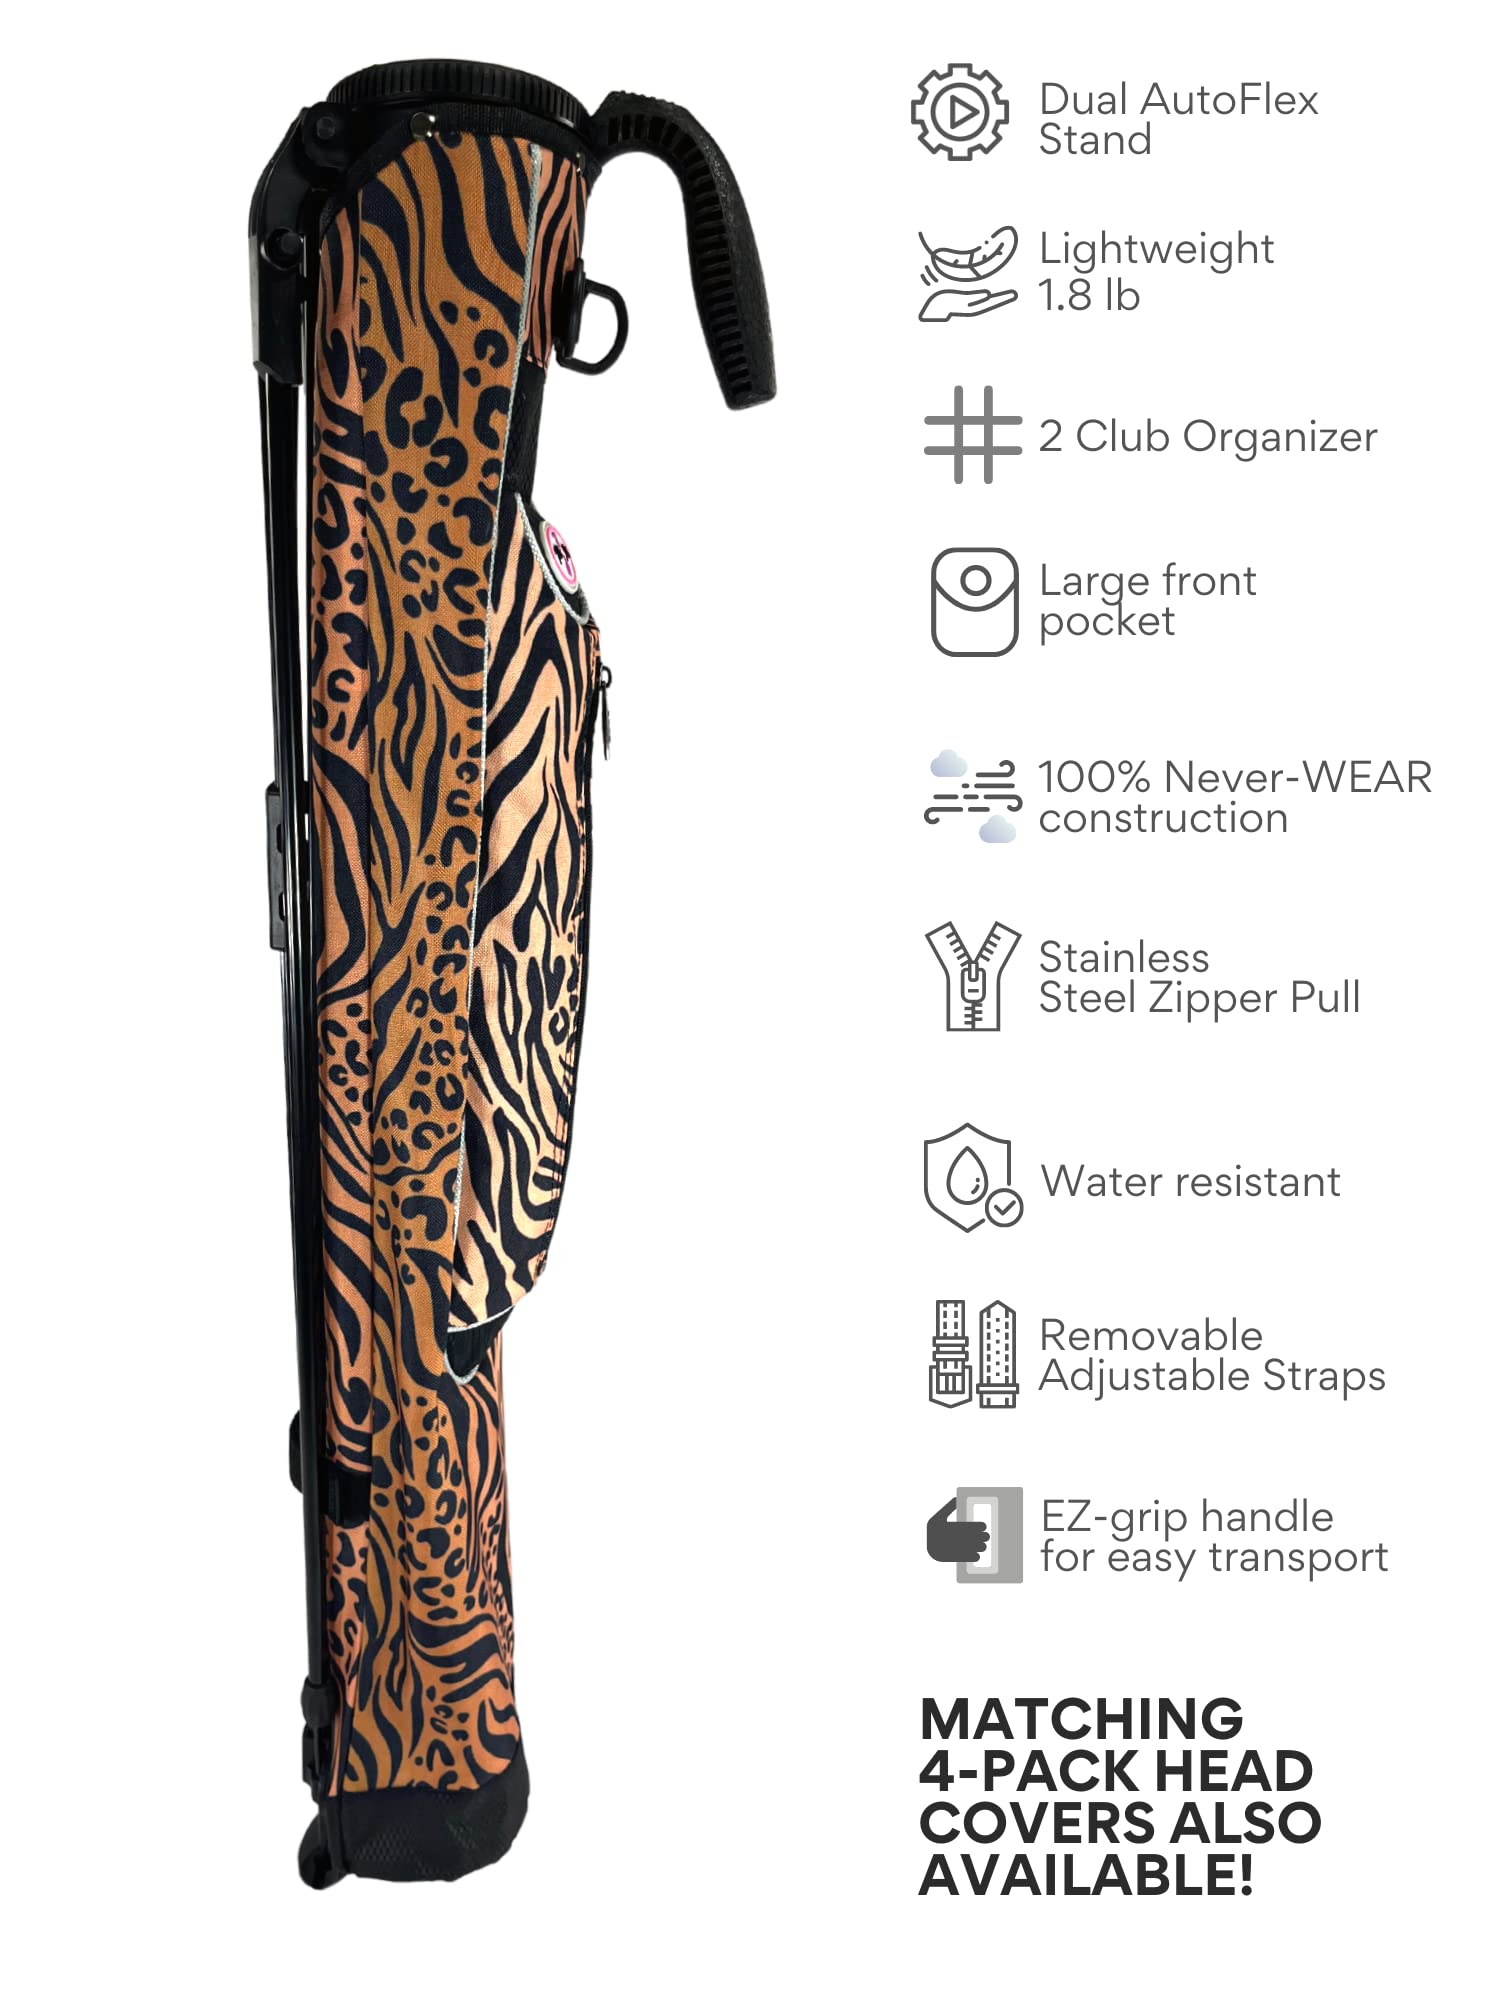 Dual AutoFlex
Stand
Lightweight
1.8 lb
2 Club Organizer
Large front
pocket
100% Never-WEAR
construction
Stainless
Steel Zipper Pull
Water resistant
Removable
Adjustable Straps
EZ-grip handle
for easy transport
MATCHING
4-PACK HEAD
COVERS ALSO
AVAILABLE!